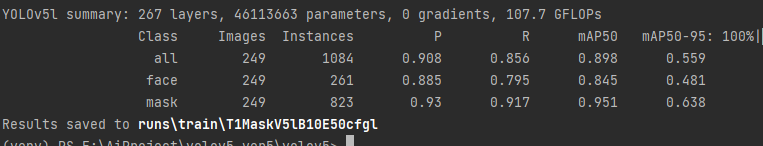 YOLOv5l summary: 267 layers, 46113663 parameters, 0 gradients, 107.7 GFLOPs
Class Images Instances P R mAP50 mAP50-95: 100%|
all 249 1084 0.908 0.856 0.898 0.559
face 249 261 0.885 0.795 0.845 0.481
mask 249 823 0.93 0.917 0.951 0.638
Results saved to runs\train\T1MaskV5lB10E50cfgl
(venv) PS E:\AiProject\yolov5_ven5\yolov5>